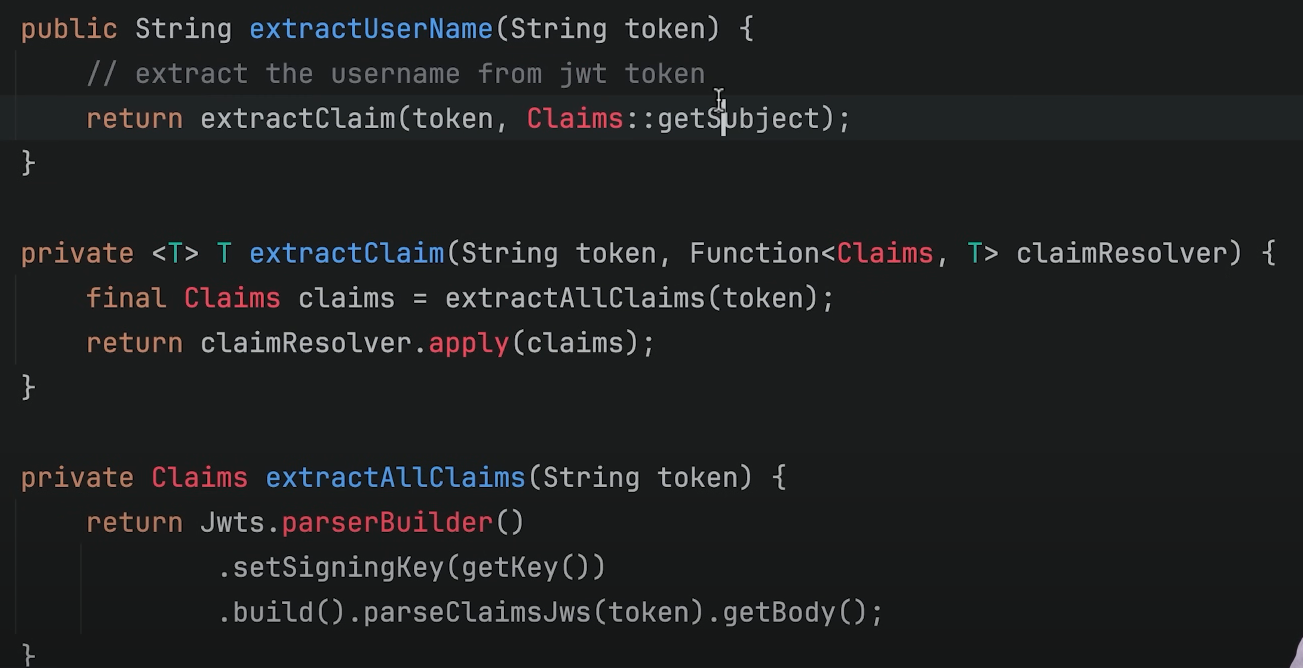 public String extractUserName(String token) {
    // extract the username from jwt token
    return extractClaim(token, Claims::getSubject);
}

private <T> T extractClaim(String token, Function<Claims, T> claimResolver) {
    final Claims claims = extractAllClaims(token);
    return claimResolver.apply(claims);
}

private Claims extractAllClaims(String token) {
    return Jwts.parserBuilder()
            .setSigningKey(getKey())
            .build().parseClaimsJws(token).getBody();
}